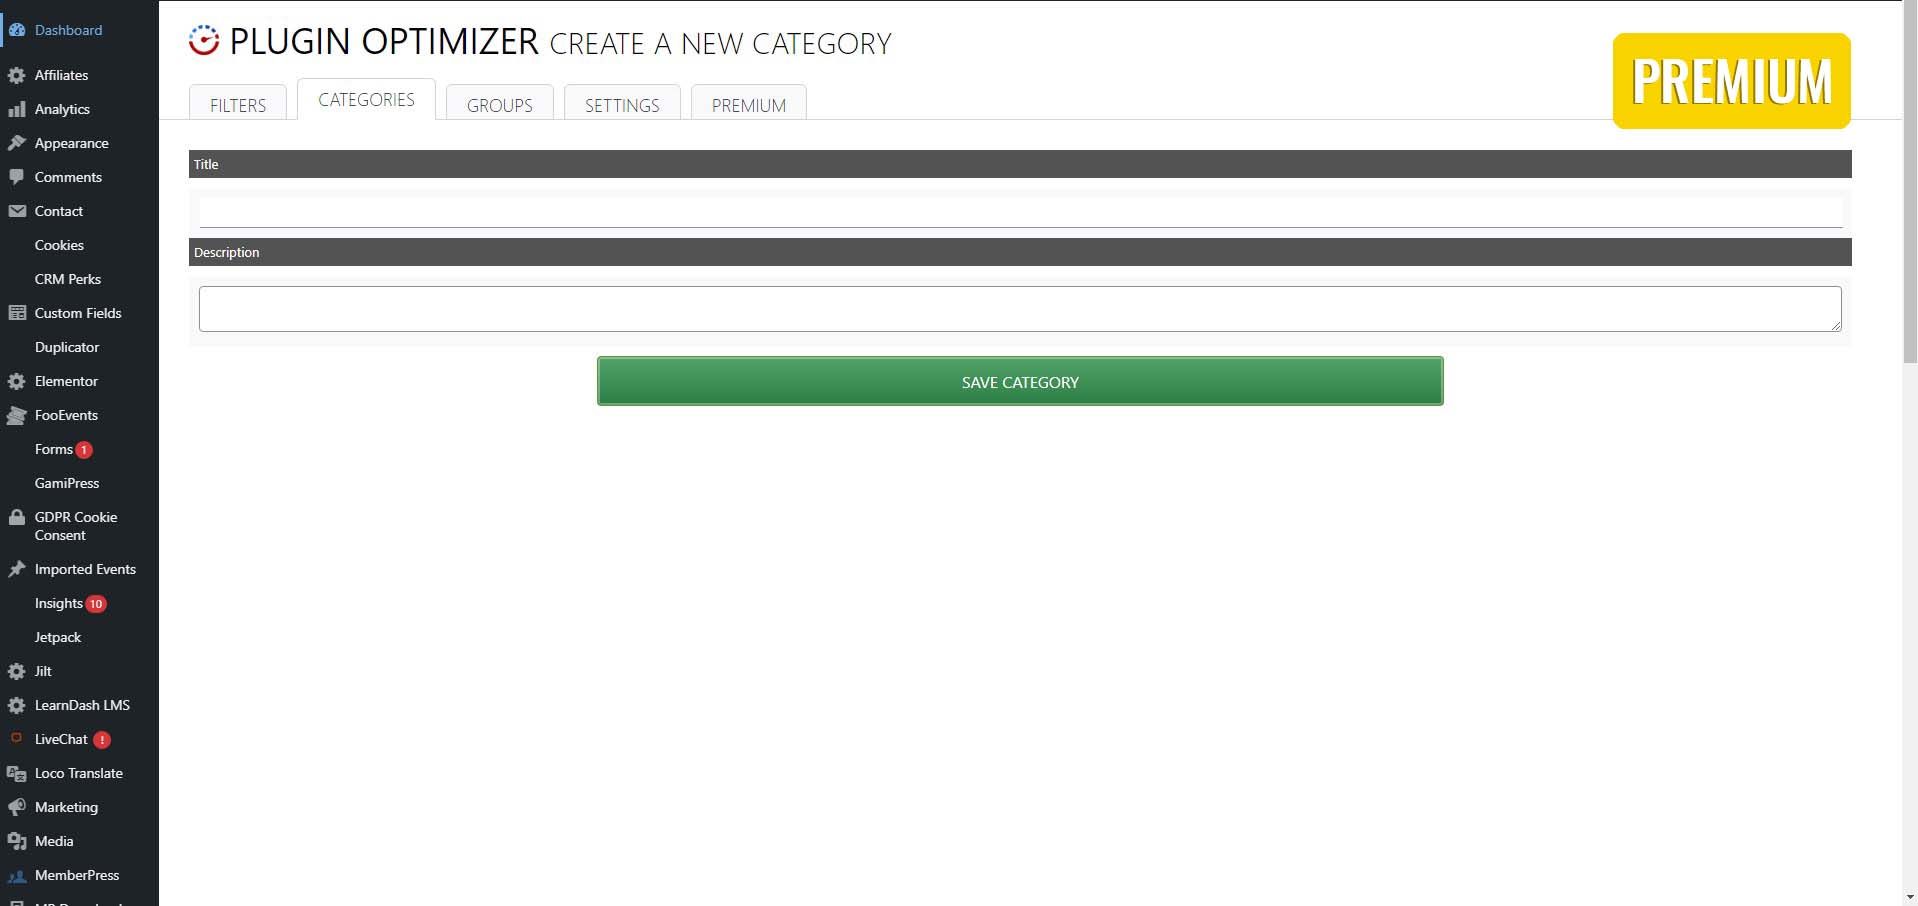 Dashboard
Affiliates
Analytics
Appearance
Comments
Contact
Cookies
CRM Perks
Custom Fields
Duplicator
Elementor
FooEvents
Forms 1
GamiPress
GDPR Cookie
Consent
Imported Events
Insights 10
Jetpack
Jilt
LearnDash LMS
LiveChat !
Loco Translate
Marketing
Media
MemberPress
PLUGIN OPTIMIZER CREATE A NEW CATEGORY
PREMIUM
FILTERS
CATEGORIES
GROUPS
SETTINGS
PREMIUM
Title
Description
SAVE CATEGORY